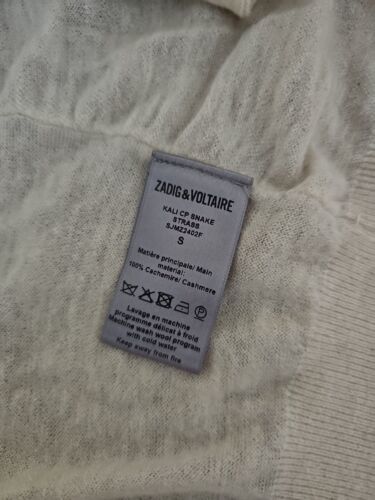 ZADIG&VOLTAIRE
KALI CP SNAKE
STRASS
SJMZ2402F
S
Matière principale/ Main
material:
100% Cachemire/ Cashmere
P
Lavage en machine
programme délicat à froid
Machine wash wool program
with cold water
Keep away from fire